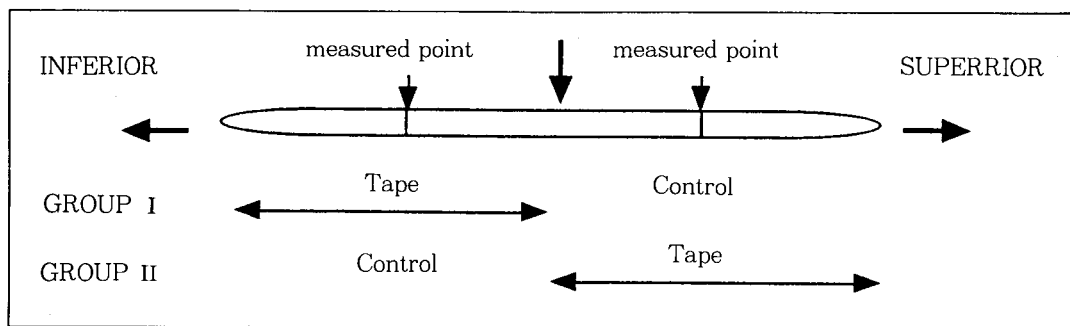 measured point measured point
INFERIOR SUPERRIOR
Tape Control
GROUP I
Control Tape
GROUP II